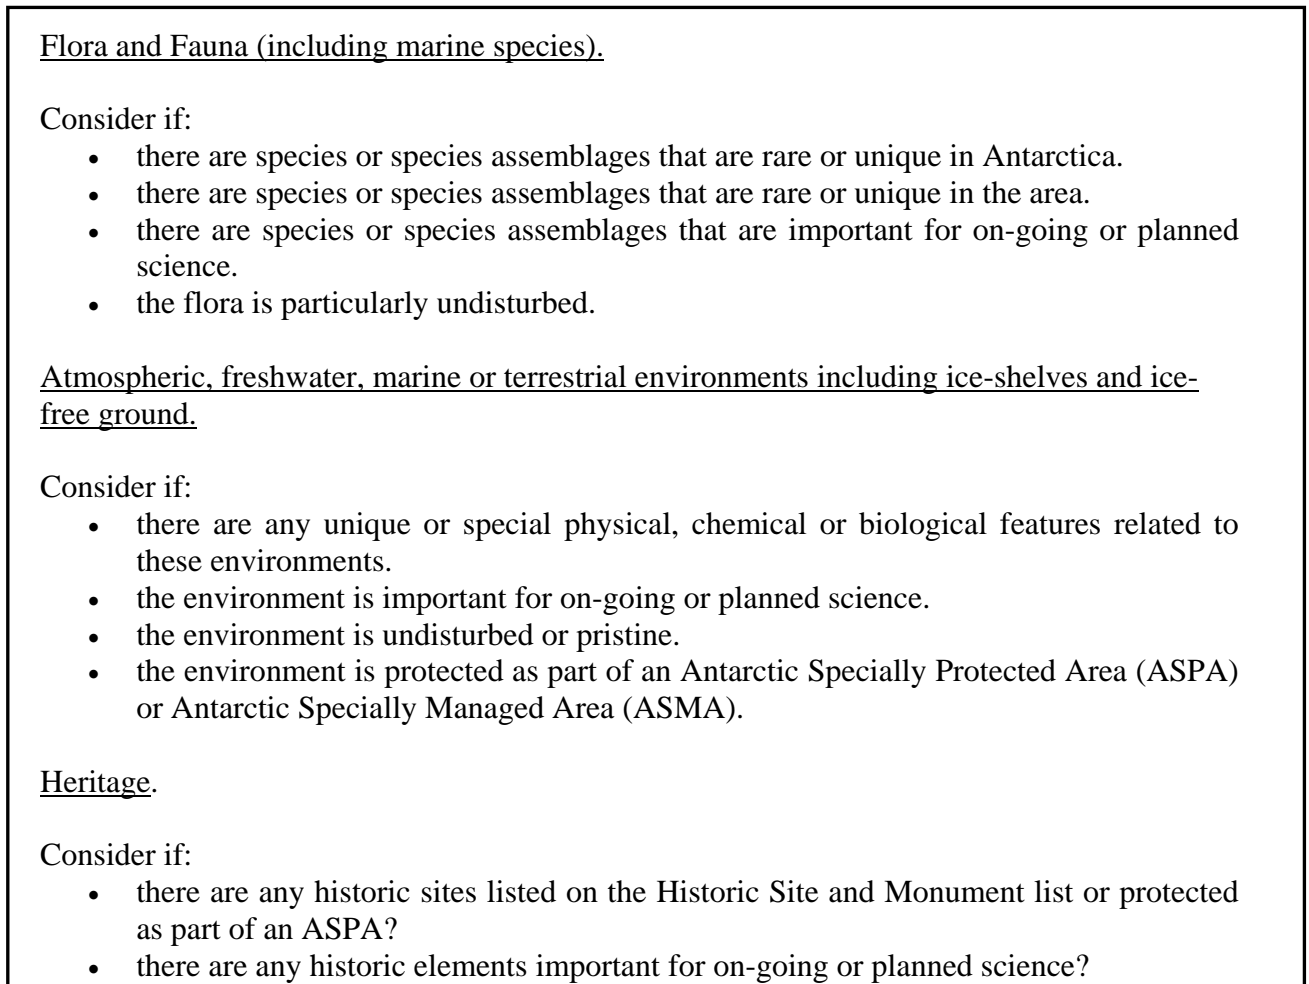 Flora and Fauna (including marine species).
Consider if:
• there are species or species assemblages that are rare or unique in Antarctica.
• there are species or species assemblages that are rare or unique in the area.
• there are species or species assemblages that are important for on-going or planned
science.
• the flora is particularly undisturbed.
Atmospheric, freshwater, marine or terrestrial environments including ice-shelves and ice-
free ground.
Consider if:
• there are any unique or special physical, chemical or biological features related to
these environments.
• the environment is important for on-going or planned science.
• the environment is undisturbed or pristine.
• the environment is protected as part of an Antarctic Specially Protected Area (ASPA)
or Antarctic Specially Managed Area (ASMA).
Heritage.
Consider if:
• there are any historic sites listed on the Historic Site and Monument list or protected
as part of an ASPA?
• there are any historic elements important for on-going or planned science?